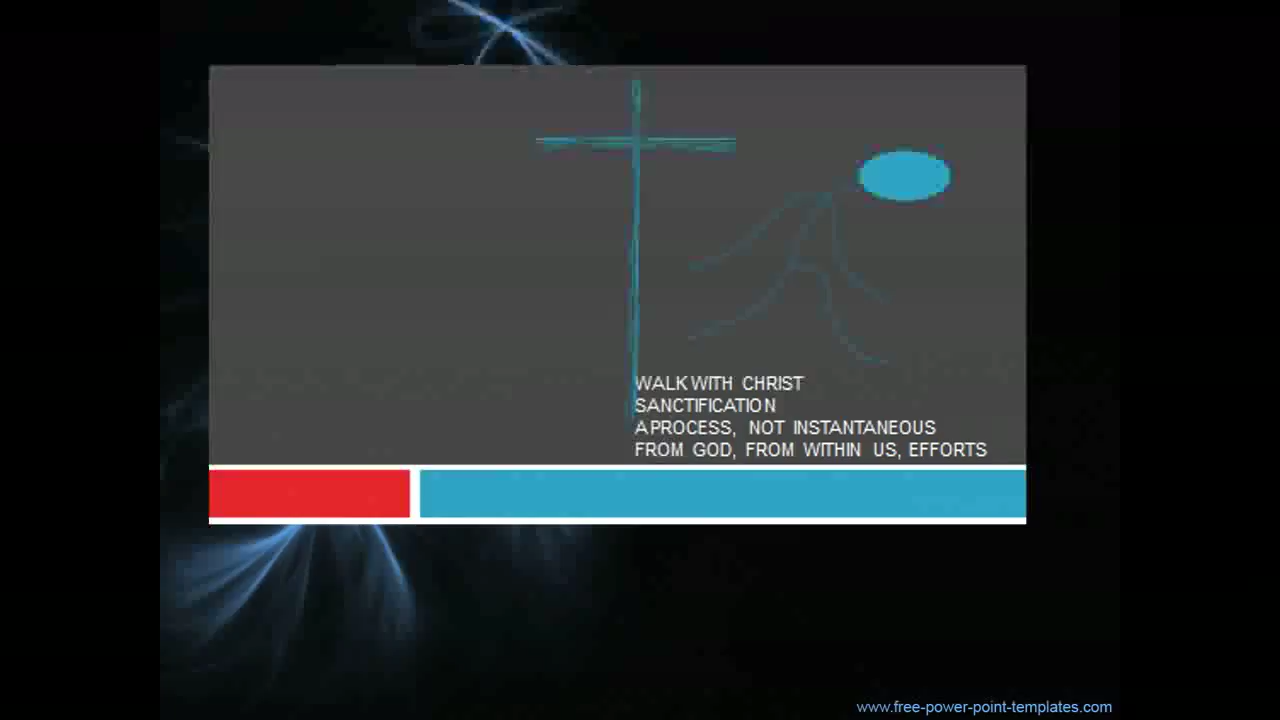 WALK WITH CHRIST
SANCTIFICATION
A PROCESS, NOT INSTANTANEOUS
FROM GOD, FROM WITHIN US, EFFORTS
www.free-power-point-templates.com